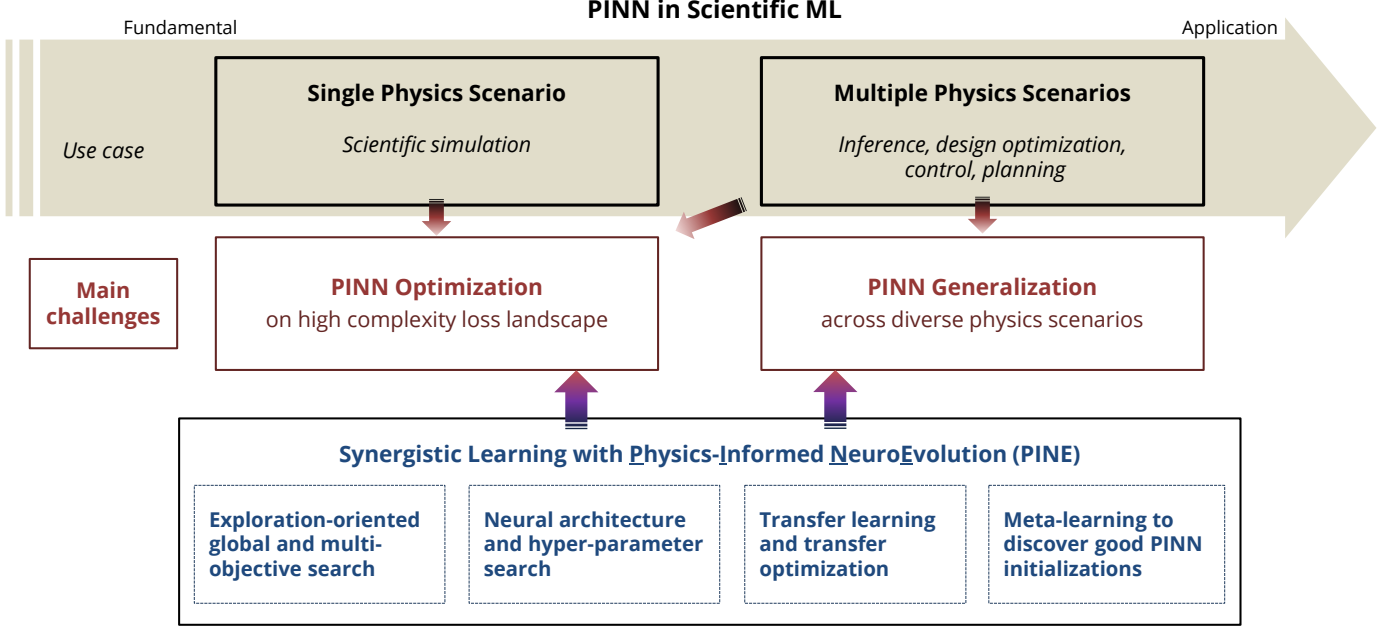 PINN in Scientific ML
Fundamental
Application
Single Physics Scenario
Multiple Physics Scenarios
Use case
Scientific simulation
Inference, design optimization,
control, planning
Main
challenges
PINN Optimization
on high complexity loss landscape
PINN Generalization
across diverse physics scenarios
Synergistic Learning with Physics-Informed NeuroEvolution (PINE)
Exploration-oriented
global and multi-
objective search
Neural architecture
and hyper-parameter
search
Transfer learning
and transfer
optimization
Meta-learning to
discover good PINN
initializations